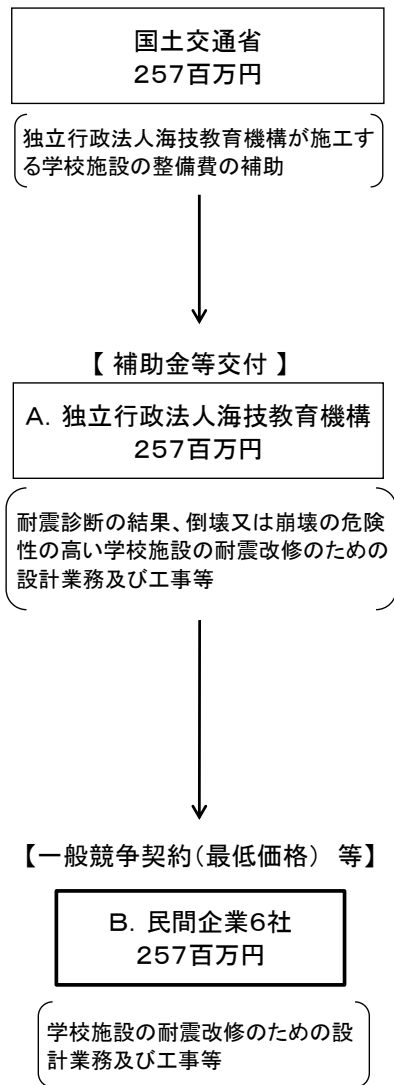 国土交通省
257百万円
独立行政法人海技教育機構が施工す
る学校施設の整備費の補助
【 補助金等交付 】
A. 独立行政法人海技教育機構
257百万円
耐震診断の結果、倒壊又は崩壊の危険
性の高い学校施設の耐震改修のための
設計業務及び工事等
【一般競争契約(最低価格) 等】
B. 民間企業6社
257百万円
学校施設の耐震改修のための設
計業務及び工事等